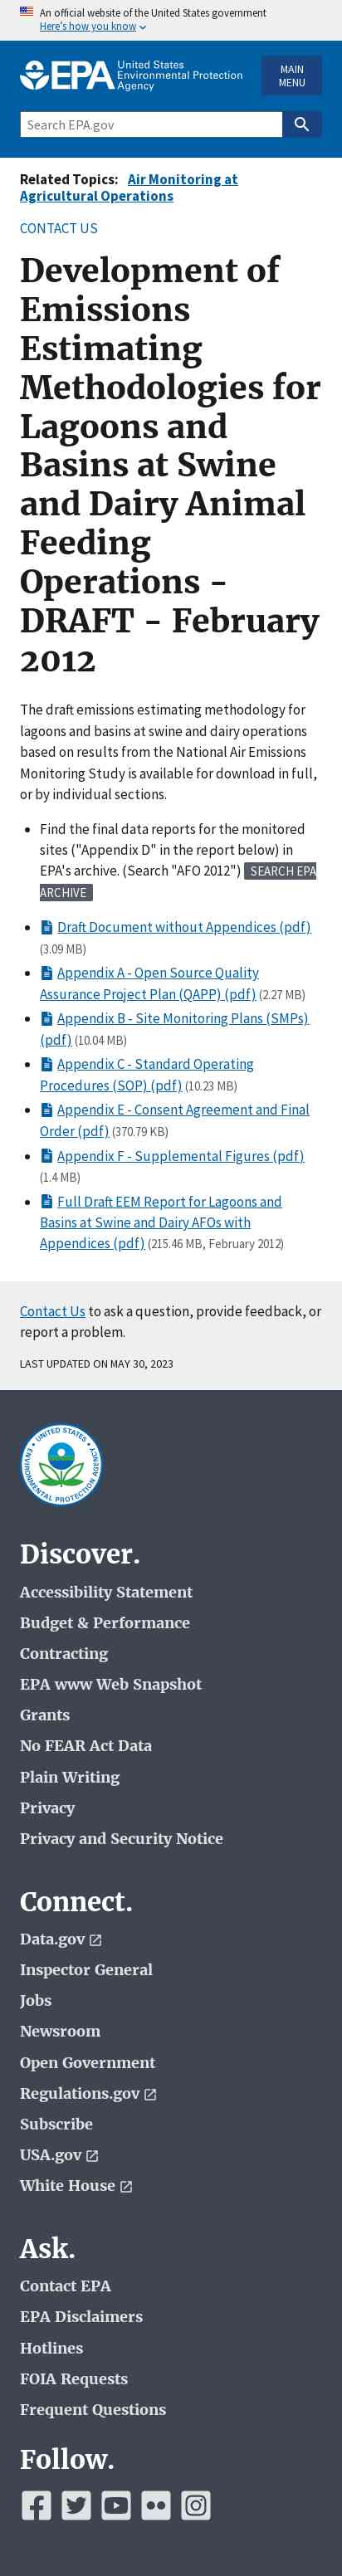 An official website of the United States government
Here's how you know
EPA United States
Environmental Protection
Agency
MAIN
MENU
Search EPA.gov
Related Topics: Air Monitoring at
Agricultural Operations
CONTACT US
Development of
Emissions
Estimating
Methodologies for
Lagoons and
Basins at Swine
and Dairy Animal
Feeding
Operations -
DRAFT - February
2012
The draft emissions estimating methodology for
lagoons and basins at swine and dairy operations
based on results from the National Air Emissions
Monitoring Study is available for download in full,
or by individual sections.
Find the final data reports for the monitored
sites ("Appendix D" in the report below) in
EPA's archive. (Search "AFO 2012") SEARCH EPA
ARCHIVE
Draft Document without Appendices (pdf)
(3.09 MB)
Appendix A - Open Source Quality
Assurance Project Plan (QAPP) (pdf) (2.27 MB)
Appendix B - Site Monitoring Plans (SMPs)
(pdf) (10.04 MB)
Appendix C - Standard Operating
Procedures (SOP) (pdf) (10.23 MB)
Appendix E - Consent Agreement and Final
Order (pdf) (370.79 KB)
Appendix F - Supplemental Figures (pdf)
(1.4 MB)
Full Draft EEM Report for Lagoons and
Basins at Swine and Dairy AFOs with
Appendices (pdf) (215.46 MB, February 2012)
Contact Us to ask a question, provide feedback, or
report a problem.
LAST UPDATED ON MAY 30, 2023
UNITED STATES
ENVIRONMENTAL PROTECTION AGENCY
Discover.
Accessibility Statement
Budget & Performance
Contracting
EPA www Web Snapshot
Grants
No FEAR Act Data
Plain Writing
Privacy
Privacy and Security Notice
Connect.
Data.gov
Inspector General
Jobs
Newsroom
Open Government
Regulations.gov
Subscribe
USA.gov
White House
Ask.
Contact EPA
EPA Disclaimers
Hotlines
FOIA Requests
Frequent Questions
Follow.